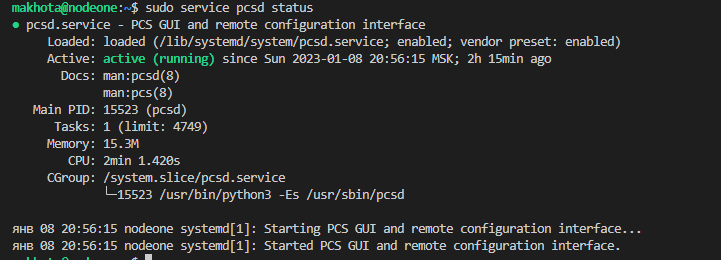 makhota@nodeone:~$ sudo service pcsd status
● pcsd.service - PCS GUI and remote configuration interface
Loaded: loaded (/lib/systemd/system/pcsd.service; enabled; vendor preset: enabled)
Active: active (running) since Sun 2023-01-08 20:56:15 MSK; 2h 15min ago
Docs: man:pcsd(8)
man:pcs(8)
Main PID: 15523 (pcsd)
Tasks: 1 (limit: 4749)
Memory: 15.3M
CPU: 2min 1.420s
CGroup: /system.slice/pcsd.service
└─15523 /usr/bin/python3 -Es /usr/sbin/pcsd
янв 08 20:56:15 nodeone systemd[1]: Starting PCS GUI and remote configuration interface...
янв 08 20:56:15 nodeone systemd[1]: Started PCS GUI and remote configuration interface.